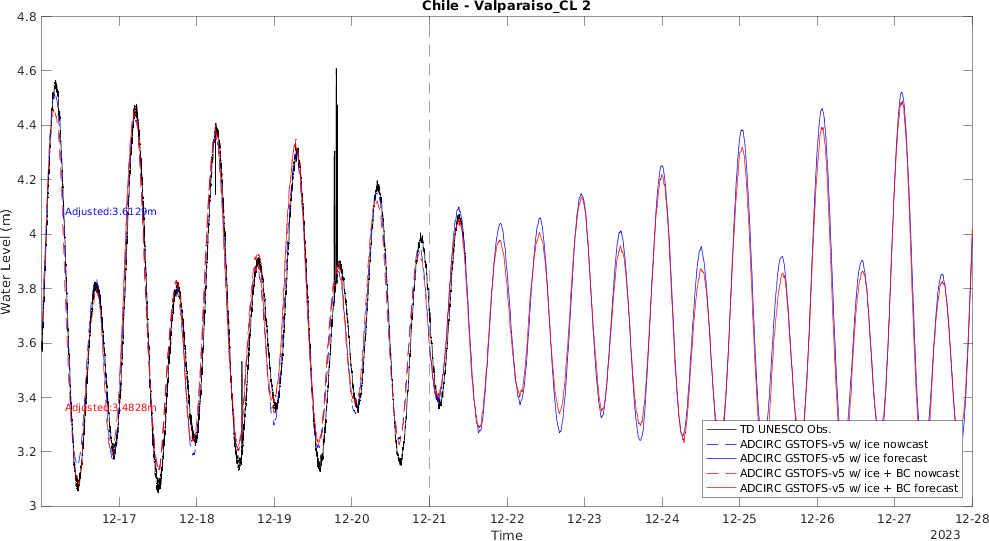 Chile - Valparaiso_CL 2
4.8
4.6
4.4
4.2
4
3.8
3.6
3.4
3.2
3
Water Level (m)
Adjusted:3.6129m
Adjusted:3.4828m
TD UNESCO Obs.
ADCIRC GSTOFS-v5 w/ ice nowcast
ADCIRC GSTOFS-v5 w/ ice forecast
ADCIRC GSTOFS-v5 w/ ice + BC nowcast
ADCIRC GSTOFS-v5 w/ ice + BC forecast
12-17 12-18 12-19 12-20 12-21 12-22 12-23 12-24 12-25 12-26 12-27 12-28
Time
2023